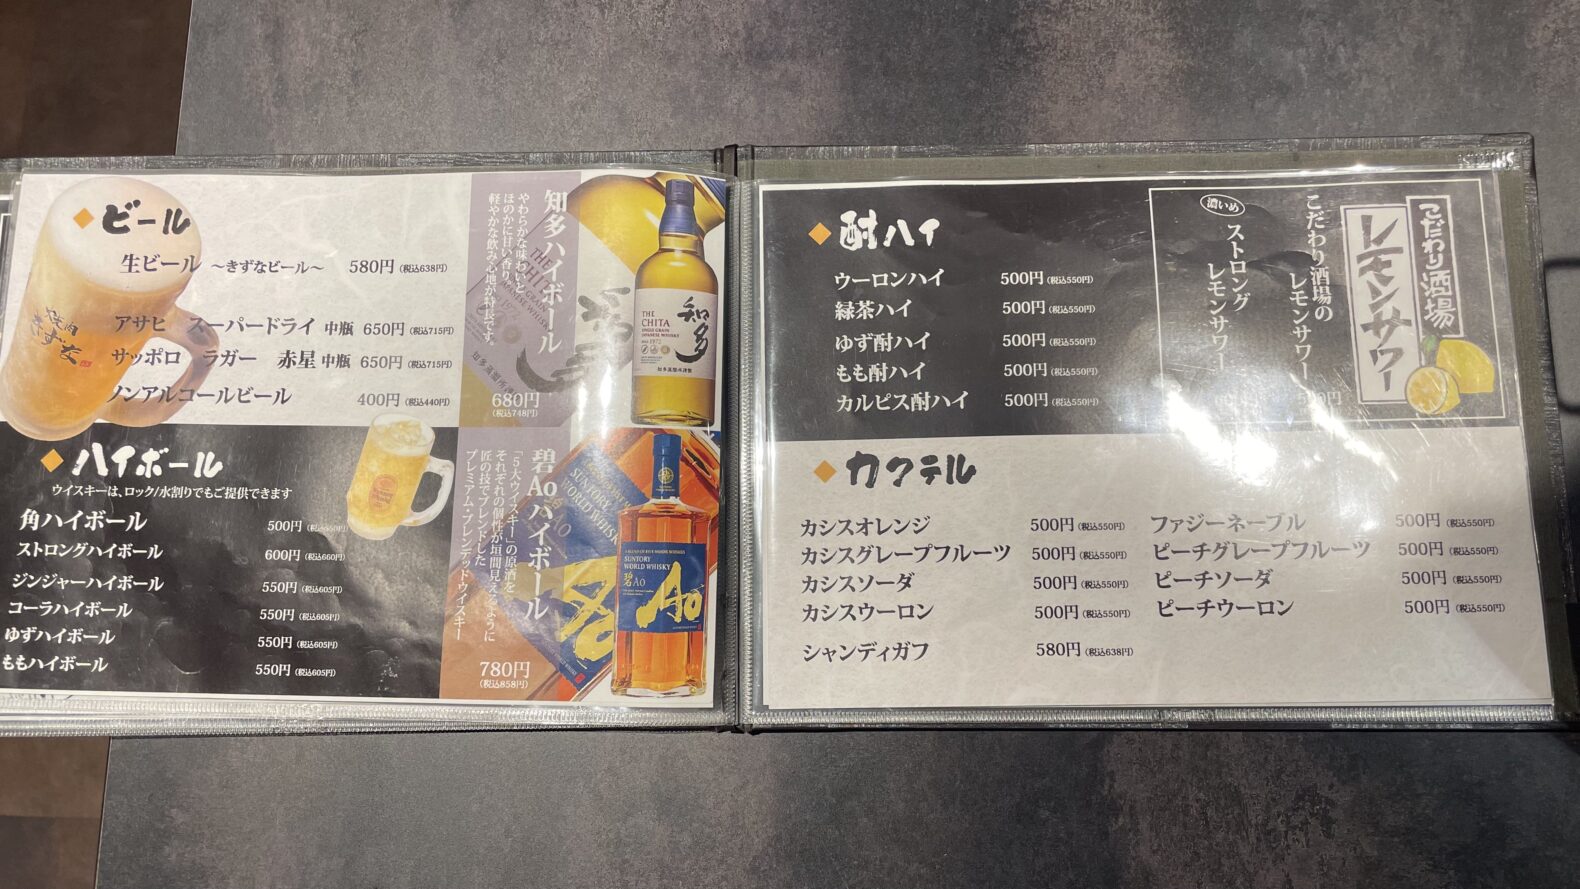 ビール
生ビール ～きずなビール～ 580円(税込638円)
アサヒ スーパードライ 中瓶 650円(税込715円)
サッポロ ラガー 赤星 中瓶 650円(税込715円)
ノンアルコールビール 400円(税込440円)
知多ハイボール
やわらかな味わいと
ほのかに甘い香り、
軽やかな飲み心地が特長です。
680円
(税込748円)
THE
CHITA
SINGLE GRAIN
JAPANESE WHISKY
知多
知多蒸溜所謹製
ハイボール
ウイスキーは、ロック/水割りでもご提供できます
角ハイボール 500円(税込550円)
ストロングハイボール 600円(税込660円)
ジンジャーハイボール 550円(税込605円)
コーラハイボール 550円(税込605円)
ゆずハイボール 550円(税込605円)
ももハイボール 550円(税込605円)
碧Aoハイボール
「5大ウイスキー」の原酒を
それぞれの個性が垣間見えるように
匠の技でブレンドした
プレミアム・ブレンデッドウイスキー
780円
(税込858円)
SUNTORY
WORLD WHISKY
碧Ao
Ao
酎ハイ
ウーロンハイ 500円(税込550円)
緑茶ハイ 500円(税込550円)
ゆず酎ハイ 500円(税込550円)
もも酎ハイ 500円(税込550円)
カルピス酎ハイ 500円(税込550円)
こだわり酒場
レモンサワー
こだわり酒場の
レモンサワー
濃いめ
ストロング
レモンサワー
カクテル
カシスオレンジ 500円(税込550円)
カシスグレープフルーツ 500円(税込550円)
カシスソーダ 500円(税込550円)
カシスウーロン 500円(税込550円)
シャンディガフ 580円(税込638円)
ファジーネーブル 500円(税込550円)
ピーチグレープフルーツ 500円(税込550円)
ピーチソーダ 500円(税込550円)
ピーチウーロン 500円(税込550円)